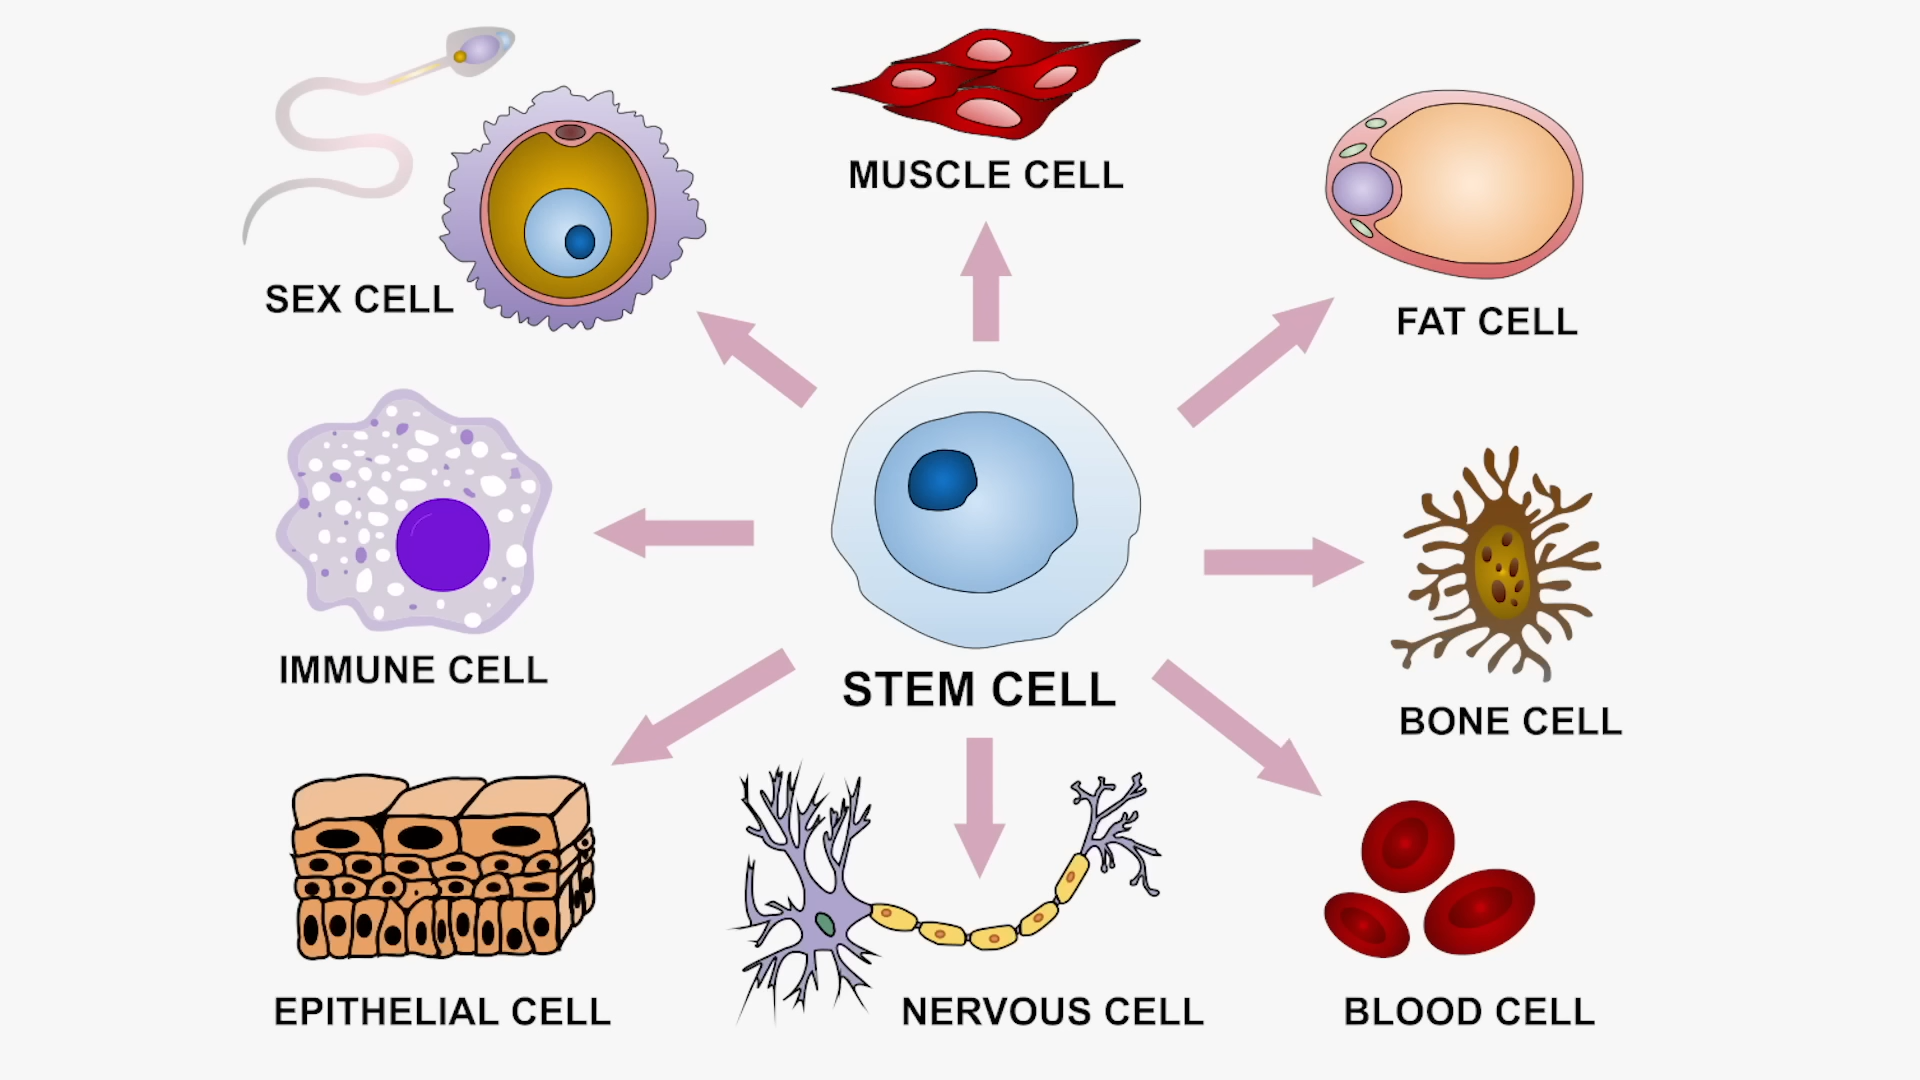 MUSCLE CELL
SEX CELL
FAT CELL
IMMUNE CELL
STEM CELL
BONE CELL
EPITHELIAL CELL
NERVOUS CELL
BLOOD CELL